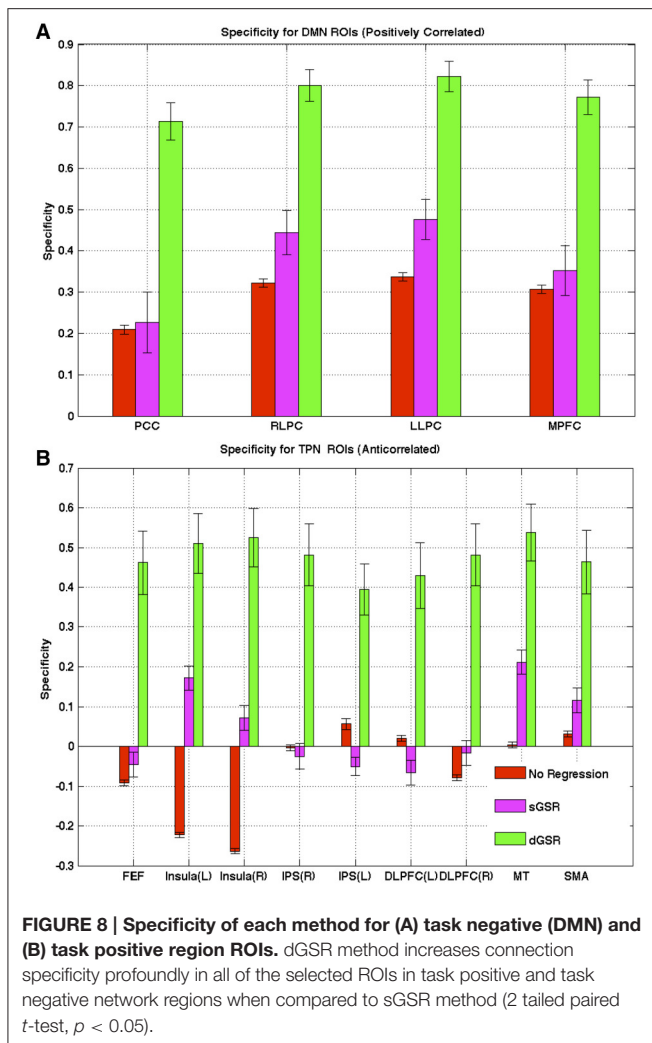 A
Specificity for DMN ROIs (Positively Correlated)
0.9
0.8
0.7
0.6
0.5
0.4
0.3
0.2
0.1
0
Specificity
PCC RLPC LLPC MPFC
B
Specificity for TPN ROIs (Anticorrelated)
0.7
0.6
0.5
0.4
0.3
0.2
0.1
0
-0.1
-0.2
-0.3
Specificity
No Regression
sGSR
dGSR
FEF Insula(L) Insula(R) IPS(R) IPS(L) DLPFC(L) DLPFC(R) MT SMA
FIGURE 8 | Specificity of each method for (A) task negative (DMN) and
(B) task positive region ROIs. dGSR method increases connection
specificity profoundly in all of the selected ROIs in task positive and task
negative network regions when compared to sGSR method (2 tailed paired
t-test, p < 0.05).